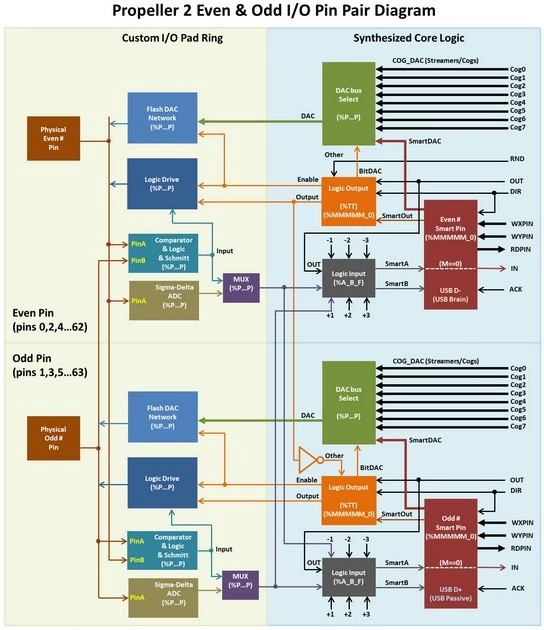 Propeller 2 Even & Odd I/O Pin Pair Diagram
Custom I/O Pad Ring
Synthesized Core Logic
COG_DAC (Streamers/Cogs)
Cog0
Cog1
Cog2
Cog3
Cog4
Cog5
Cog6
Cog7
DAC bus
Select
(%P...P)
DAC
Flash DAC
Network
(%P...P)
Physical
Even #
Pin
SmartDAC
Other
RND
BitDAC
Logic Drive
(%P...P)
Enable
Output
Logic Output
(%TT)
(%MMMMM_0)
OUT
DIR
SmartOut
Even #
Smart Pin
(%MMMMM_0)
(M==0)
USB D-
(USB Brain)
WXPIN
WYPIN
RDPIN
IN
ACK
PinA
PinB
Comparator
& Logic
& Schmitt
(%P...P)
Input
-1
-2
-3
OUT
Logic Input
(%A_B_F)
SmartA
SmartB
+1
+2
+3
PinA
Sigma-Delta
ADC
(%P...P)
MUX
(%P...P)
Even Pin
(pins 0,2,4...62)
Odd Pin
(pins 1,3,5...63)
COG_DAC (Streamers/Cogs)
Cog0
Cog1
Cog2
Cog3
Cog4
Cog5
Cog6
Cog7
DAC bus
Select
(%P...P)
DAC
Flash DAC
Network
(%P...P)
Physical
Odd #
Pin
SmartDAC
Other
BitDAC
Logic Drive
(%P...P)
Enable
Output
Logic Output
(%TT)
(%MMMMM_0)
OUT
DIR
SmartOut
Odd #
Smart Pin
(%MMMMM_0)
(M==0)
USB D+
(USB Passive)
WXPIN
WYPIN
RDPIN
IN
ACK
PinA
PinB
Comparator
& Logic
& Schmitt
(%P...P)
Input
-1
-2
-3
OUT
Logic Input
(%A_B_F)
SmartA
SmartB
+1
+2
+3
PinA
Sigma-Delta
ADC
(%P...P)
MUX
(%P...P)